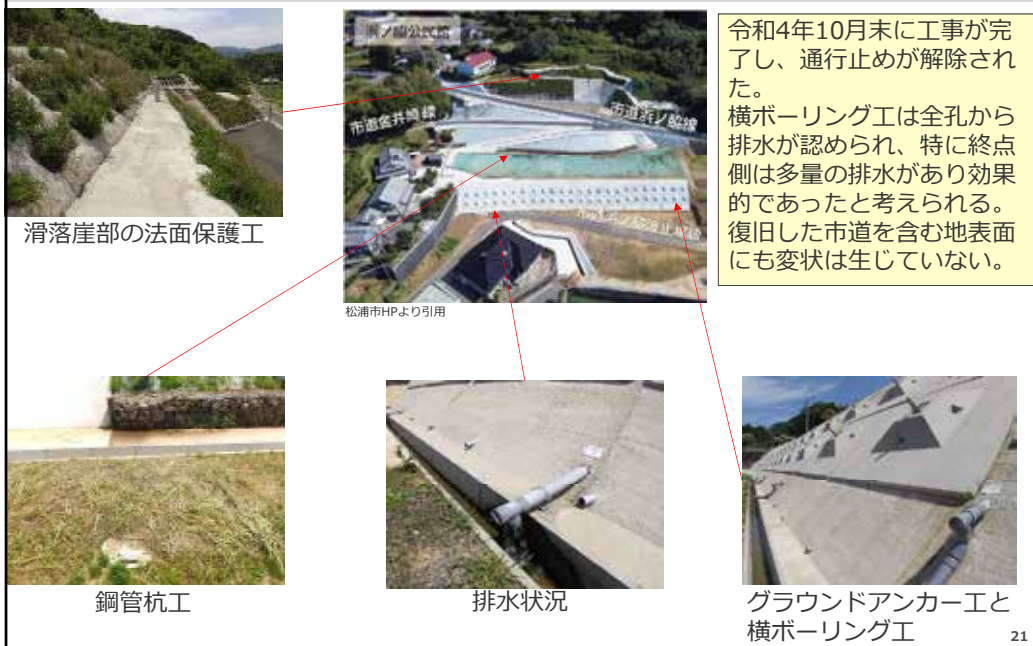 浜ノ脇公民館
市道金井崎線
市道浜ノ脇線
松浦市HPより引用
令和4年10月末に工事が完
了し、通行止めが解除され
た。
横ボーリング工は全孔から
排水が認められ、特に終点
側は多量の排水があり効果
的であったと考えられる。
復旧した市道を含む地表面
にも変状は生じていない。
滑落崖部の法面保護工
鋼管杭工
排水状況
グラウンドアンカー工と
横ボーリング工
21